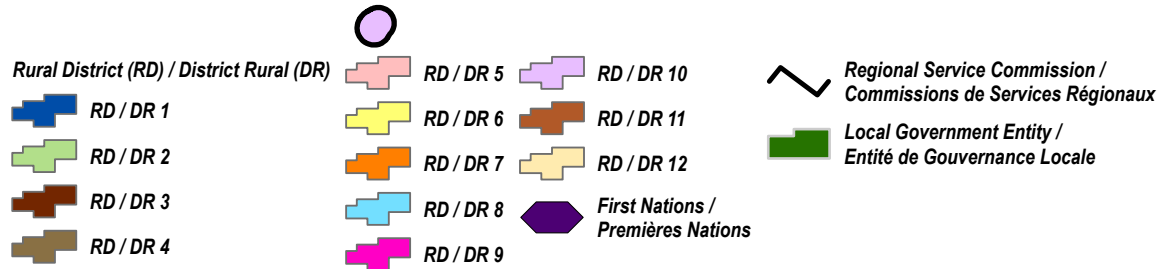 Rural District (RD) / District Rural (DR)
RD / DR 1
RD / DR 2
RD / DR 3
RD / DR 4
RD / DR 5
RD / DR 6
RD / DR 7
RD / DR 8
RD / DR 9
RD / DR 10
RD / DR 11
RD / DR 12
First Nations /
Premières Nations
Regional Service Commission /
Commissions de Services Régionaux
Local Government Entity /
Entité de Gouvernance Locale